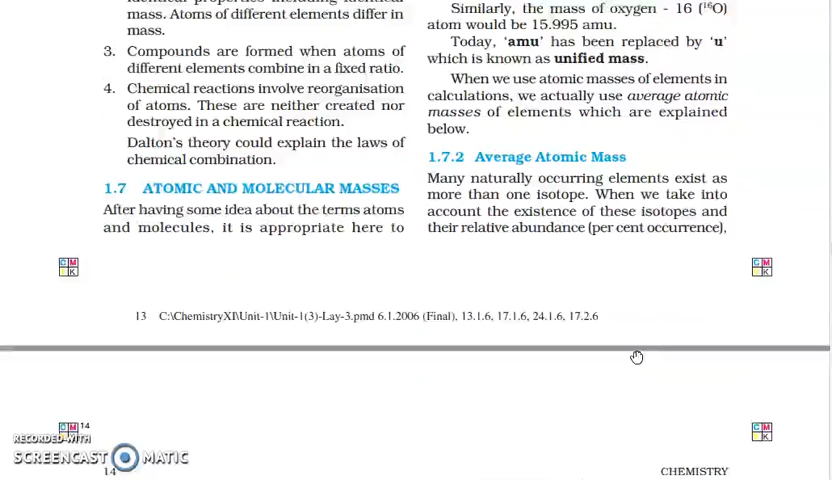 identical properties including identical
mass. Atoms of different elements differ in
mass.
3. Compounds are formed when atoms of
different elements combine in a fixed ratio.
4. Chemical reactions involve reorganisation
of atoms. These are neither created nor
destroyed in a chemical reaction.
Dalton's theory could explain the laws of
chemical combination.
1.7 ATOMIC AND MOLECULAR MASSES
After having some idea about the terms atoms
and molecules, it is appropriate here to
Similarly, the mass of oxygen - 16 (¹⁶O)
atom would be 15.995 amu.
Today, 'amu' has been replaced by 'u'
which is known as unified mass.
When we use atomic masses of elements in
calculations, we actually use average atomic
masses of elements which are explained
below.
1.7.2 Average Atomic Mass
Many naturally occurring elements exist as
more than one isotope. When we take into
account the existence of these isotopes and
their relative abundance (per cent occurrence),
C M
Y K
C M
Y K
13 C:\ChemistryXI\Unit-1\Unit-1(3)-Lay-3.pmd 6.1.2006 (Final), 13.1.6, 17.1.6, 24.1.6, 17.2.6
C M 14
C M
Y K
RECORDED WITH
SCREENCAST MATIC
14 CHEMISTRY